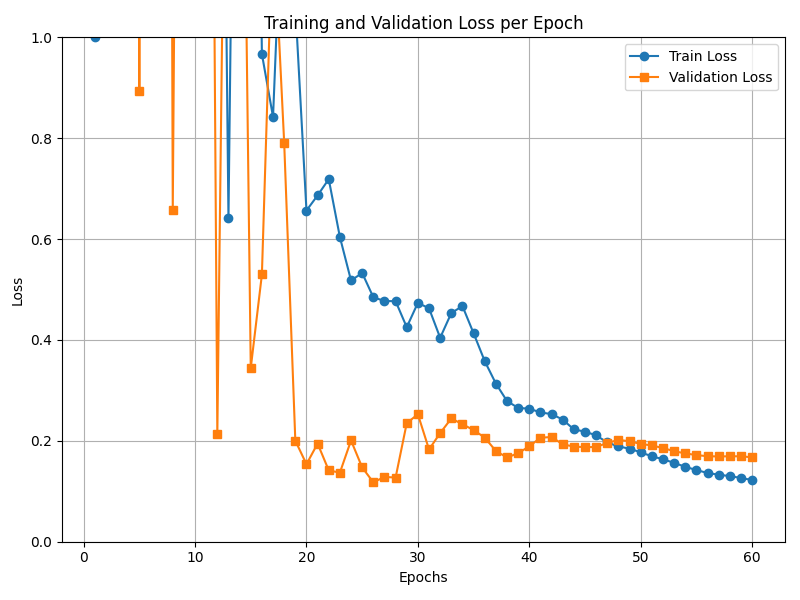 Training and Validation Loss per Epoch
Train Loss
Validation Loss
Loss
1.0
0.8
0.6
0.4
0.2
0.0
0 10 20 30 40 50 60
Epochs